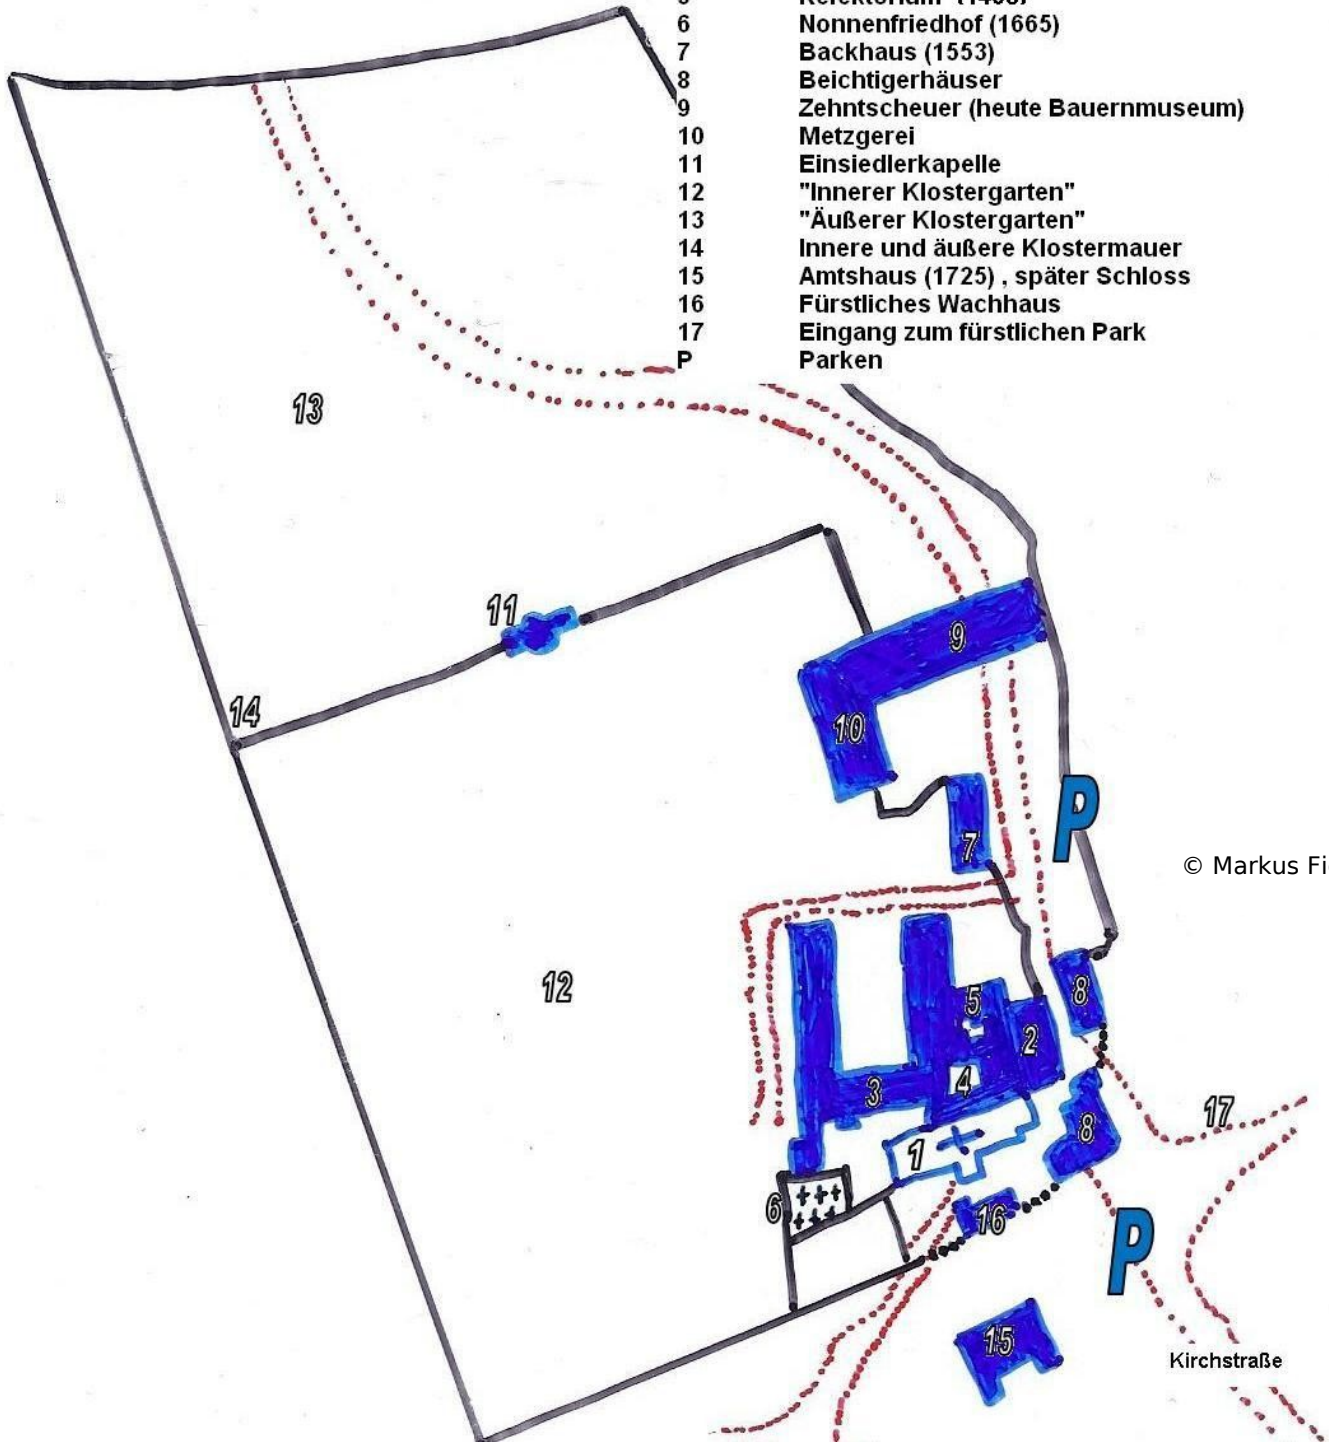 6 Nonnenfriedhof (1665)
7 Backhaus (1553)
8 Beichtigerhäuser
9 Zehntscheuer (heute Bauernmuseum)
10 Metzgerei
11 Einsiedlerkapelle
12 "Innerer Klostergarten"
13 "Äußerer Klostergarten"
14 Innere und äußere Klostermauer
15 Amtshaus (1725) , später Schloss
16 Fürstliches Wachhaus
17 Eingang zum fürstlichen Park
P Parken
13
11
9
14
10
P
7
© Markus Fi
12
8
5
2
3
4
17
8
1
6
16
P
15
Kirchstraße